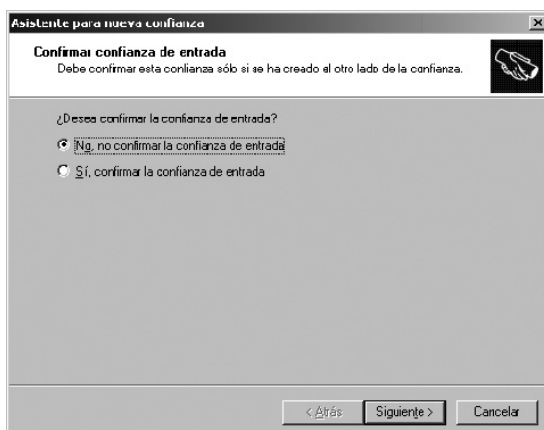 Asistente para nueva confianza
Confirmar confianza de entrada
Debe confirmar esta confianza sólo si se ha creado el otro lado de la confianza.
¿Desea confirmar la confianza de entrada?
No, no confirmar la confianza de entrada
Sí, confirmar la confianza de entrada
< Atrás
Siguiente >
Cancelar